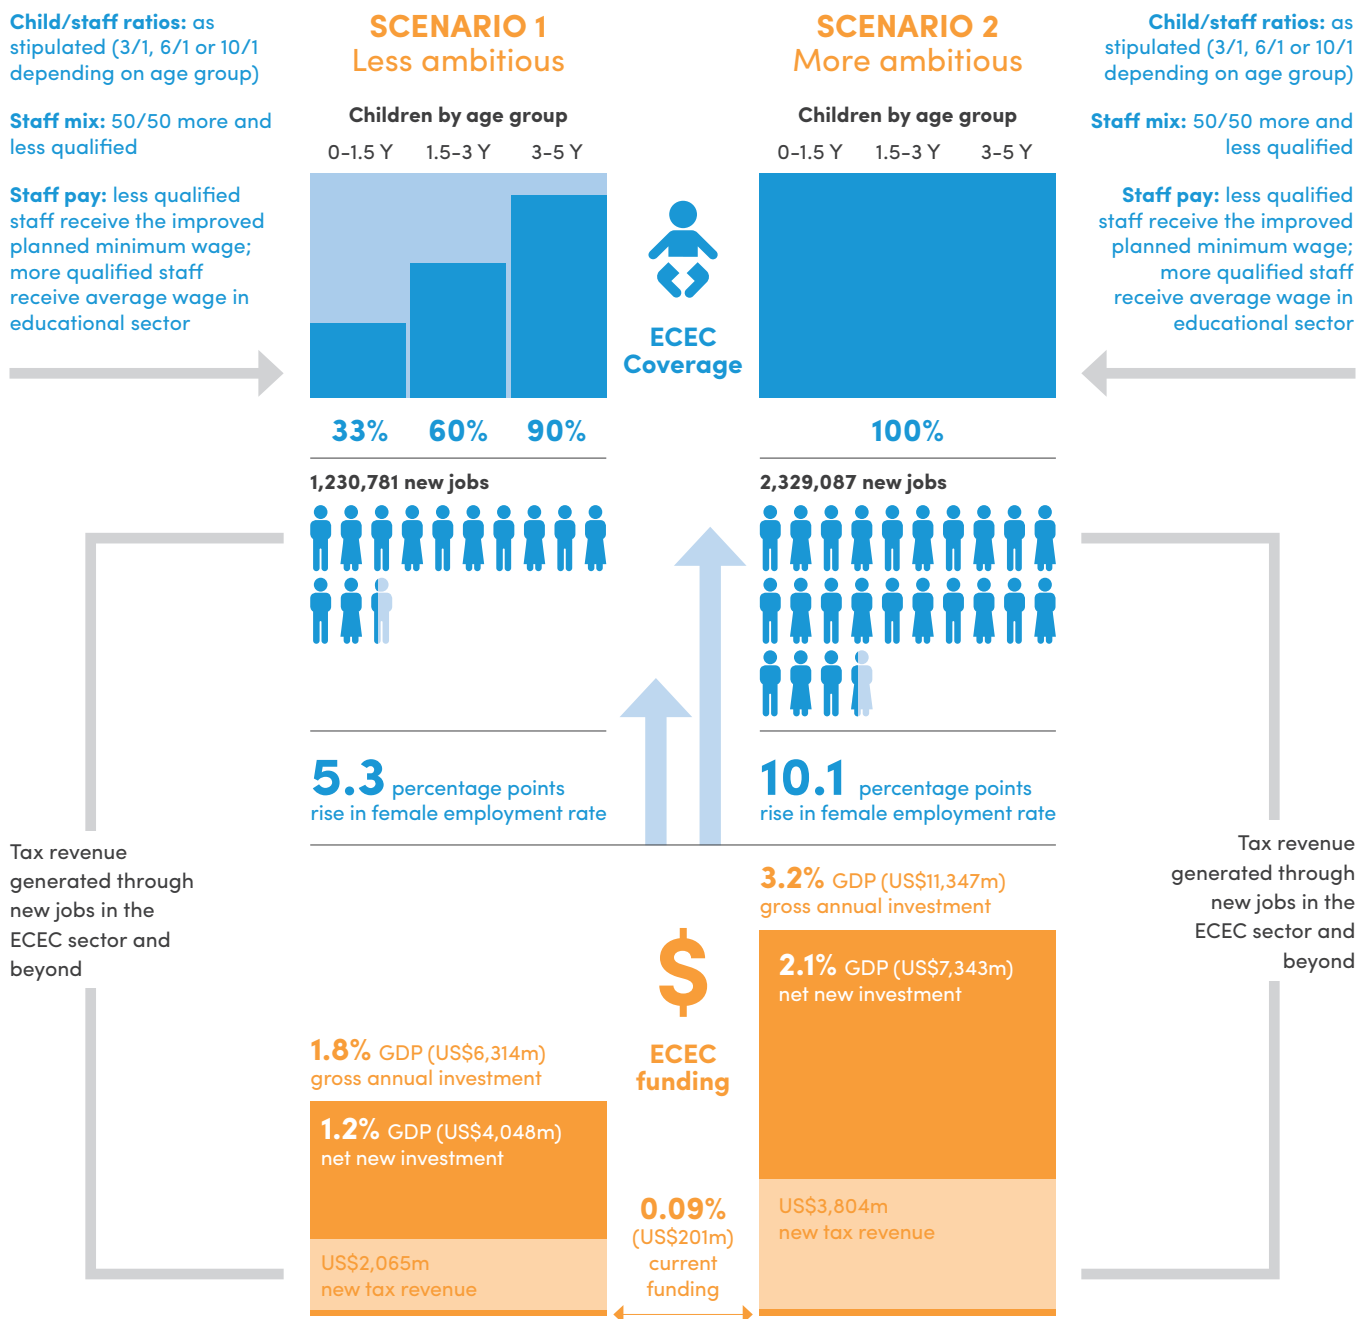 Child/staff ratios: as
stipulated (3/1, 6/1 or 10/1
depending on age group)
Staff mix: 50/50 more and
less qualified
Staff pay: less qualified
staff receive the improved
planned minimum wage;
more qualified staff
receive average wage in
educational sector
SCENARIO 1
Less ambitious
Children by age group
0-1.5 Y 1.5-3 Y 3-5 Y
33% 60% 90%
1,230,781 new jobs
5.3 percentage points
rise in female employment rate
ECEC
Coverage
SCENARIO 2
More ambitious
Children by age group
0-1.5 Y 1.5-3 Y 3-5 Y
100%
2,329,087 new jobs
10.1 percentage points
rise in female employment rate
Child/staff ratios: as
stipulated (3/1, 6/1 or 10/1
depending on age group)
Staff mix: 50/50 more and
less qualified
Staff pay: less qualified
staff receive the improved
planned minimum wage;
more qualified staff
receive average wage in
educational sector
Tax revenue
generated through
new jobs in the
ECEC sector and
beyond
1.8% GDP (US$6,314m)
gross annual investment
1.2% GDP (US$4,048m)
net new investment
US$2,065m
new tax revenue
$
ECEC
funding
0.09%
(US$201m)
current
funding
3.2% GDP (US$11,347m)
gross annual investment
2.1% GDP (US$7,343m)
net new investment
US$3,804m
new tax revenue
Tax revenue
generated through
new jobs in the
ECEC sector and
beyond